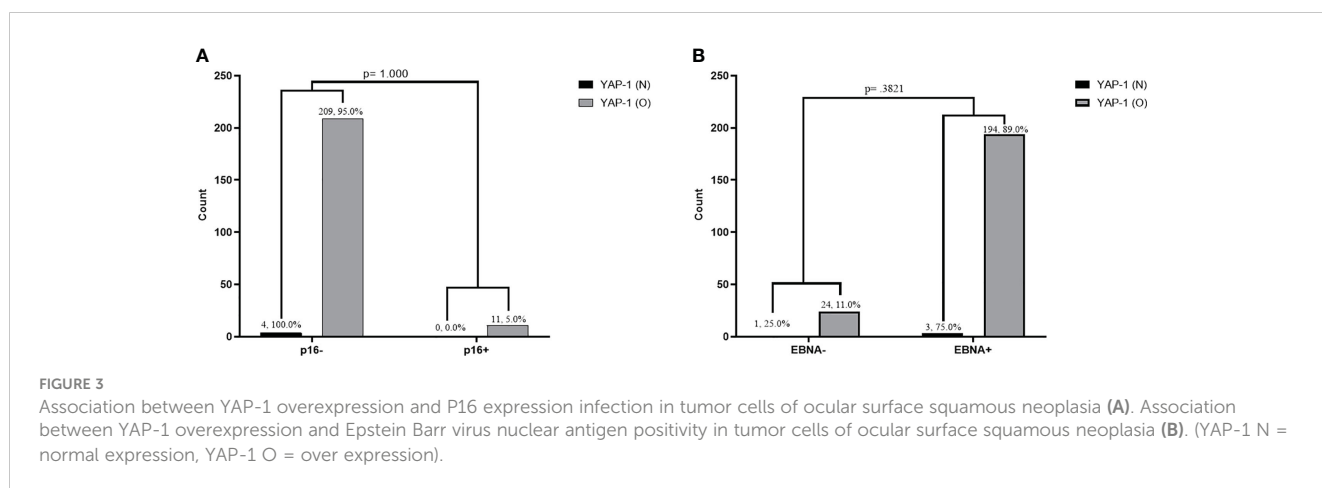 A
p= 1.000
YAP-1 (N)
YAP-1 (O)
250
200
150
100
50
0
Count
209, 95.0%
4, 100.0%
0, 0.0%
11, 5.0%
p16-
p16+
B
p= .3821
YAP-1 (N)
YAP-1 (O)
250
200
150
100
50
0
Count
194, 89.0%
24, 11.0%
1, 25.0%
3, 75.0%
EBNA-
EBNA+
FIGURE 3
Association between YAP-1 overexpression and P16 expression infection in tumor cells of ocular surface squamous neoplasia (A). Association
between YAP-1 overexpression and Epstein Barr virus nuclear antigen positivity in tumor cells of ocular surface squamous neoplasia (B). (YAP-1 N =
normal expression, YAP-1 O = over expression).